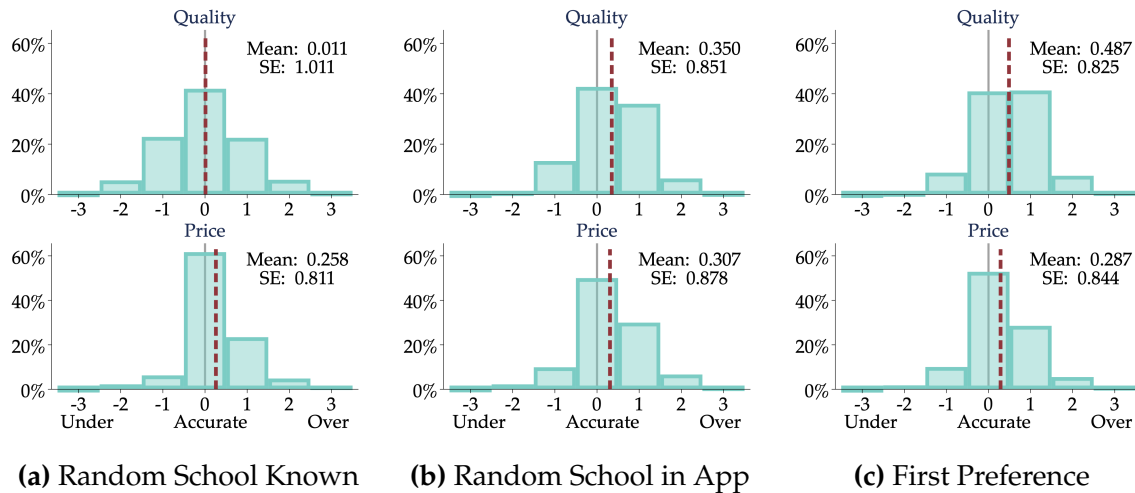 Quality
Mean: 0.011
SE: 1.011
60%
40%
20%
0%
-3 -2 -1 0 1 2 3
Price
Mean: 0.258
SE: 0.811
60%
40%
20%
0%
-3 -2 -1 0 1 2 3
Under Accurate Over
(a) Random School Known
Quality
Mean: 0.350
SE: 0.851
60%
40%
20%
0%
-3 -2 -1 0 1 2 3
Price
Mean: 0.307
SE: 0.878
60%
40%
20%
0%
-3 -2 -1 0 1 2 3
Under Accurate Over
(b) Random School in App
Quality
Mean: 0.487
SE: 0.825
60%
40%
20%
0%
-3 -2 -1 0 1 2 3
Price
Mean: 0.287
SE: 0.844
60%
40%
20%
0%
-3 -2 -1 0 1 2 3
Under Accurate Over
(c) First Preference